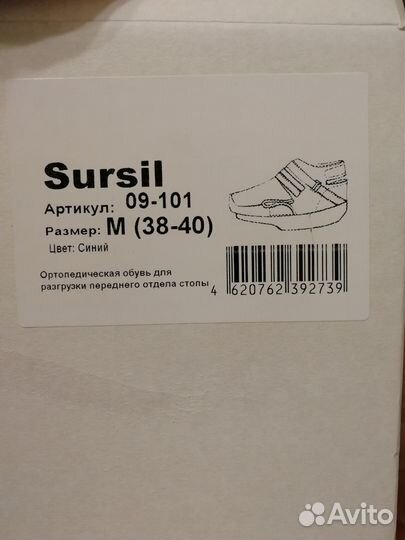 Sursil
Артикул: 09-101
Размер: M (38-40)
Цвет: Синий
Ортопедическая обувь для
разгрузки переднего отдела стопы
4 620762 392739
Avito